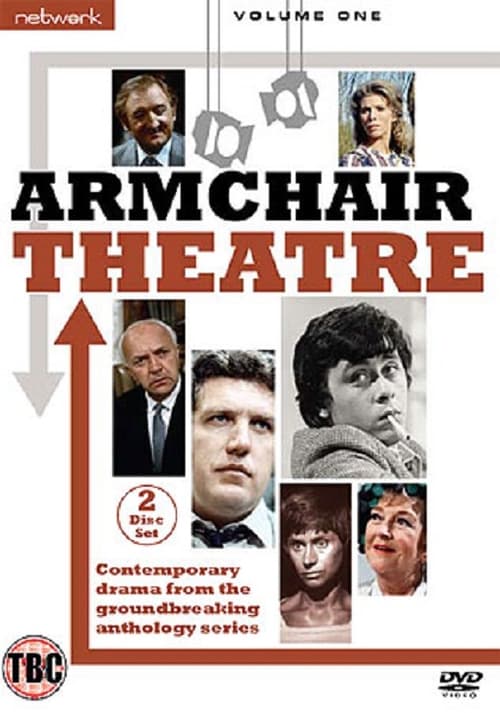 network
VOLUME ONE
ARMCHAIR
THEATRE
2
Disc
Set
Contemporary
drama from the
groundbreaking
anthology series
TBC
DVD
VIDEO